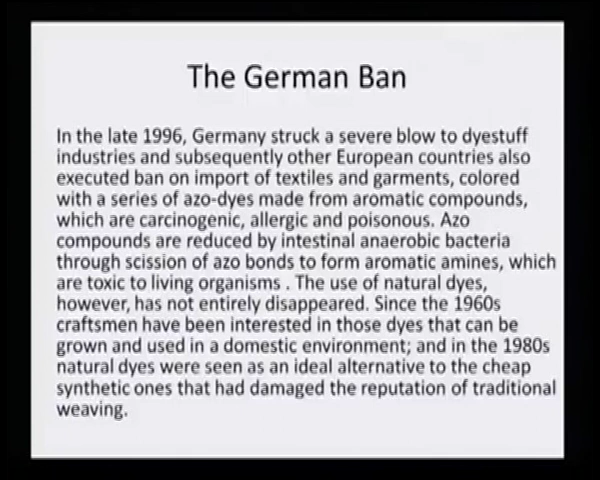 The German Ban
In the late 1996, Germany struck a severe blow to dyestuff
industries and subsequently other European countries also
executed ban on import of textiles and garments, colored
with a series of azo-dyes made from aromatic compounds,
which are carcinogenic, allergic and poisonous. Azo
compounds are reduced by intestinal anaerobic bacteria
through scission of azo bonds to form aromatic amines, which
are toxic to living organisms . The use of natural dyes,
however, has not entirely disappeared. Since the 1960s
craftsmen have been interested in those dyes that can be
grown and used in a domestic environment; and in the 1980s
natural dyes were seen as an ideal alternative to the cheap
synthetic ones that had damaged the reputation of traditional
weaving.